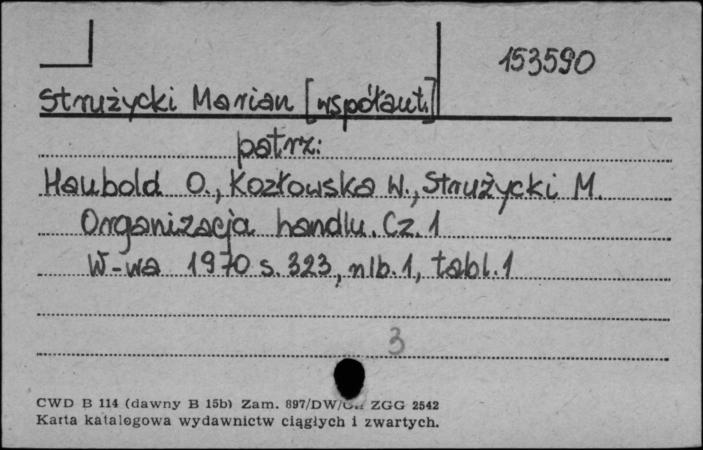 153590
Strużycki Marian [współaut.]
patrz:
Haubold O., Kozłowska W., Strużycki M.
Organizacja handlu. Cz. 1
W-wa 1970 s. 323, nlb. 1, tabl. 1
3
CWD B 114 (dawny B 15b) Zam. 897/DW/ ZGG 2542
Karta katalogowa wydawnictw ciągłych i zwartych.